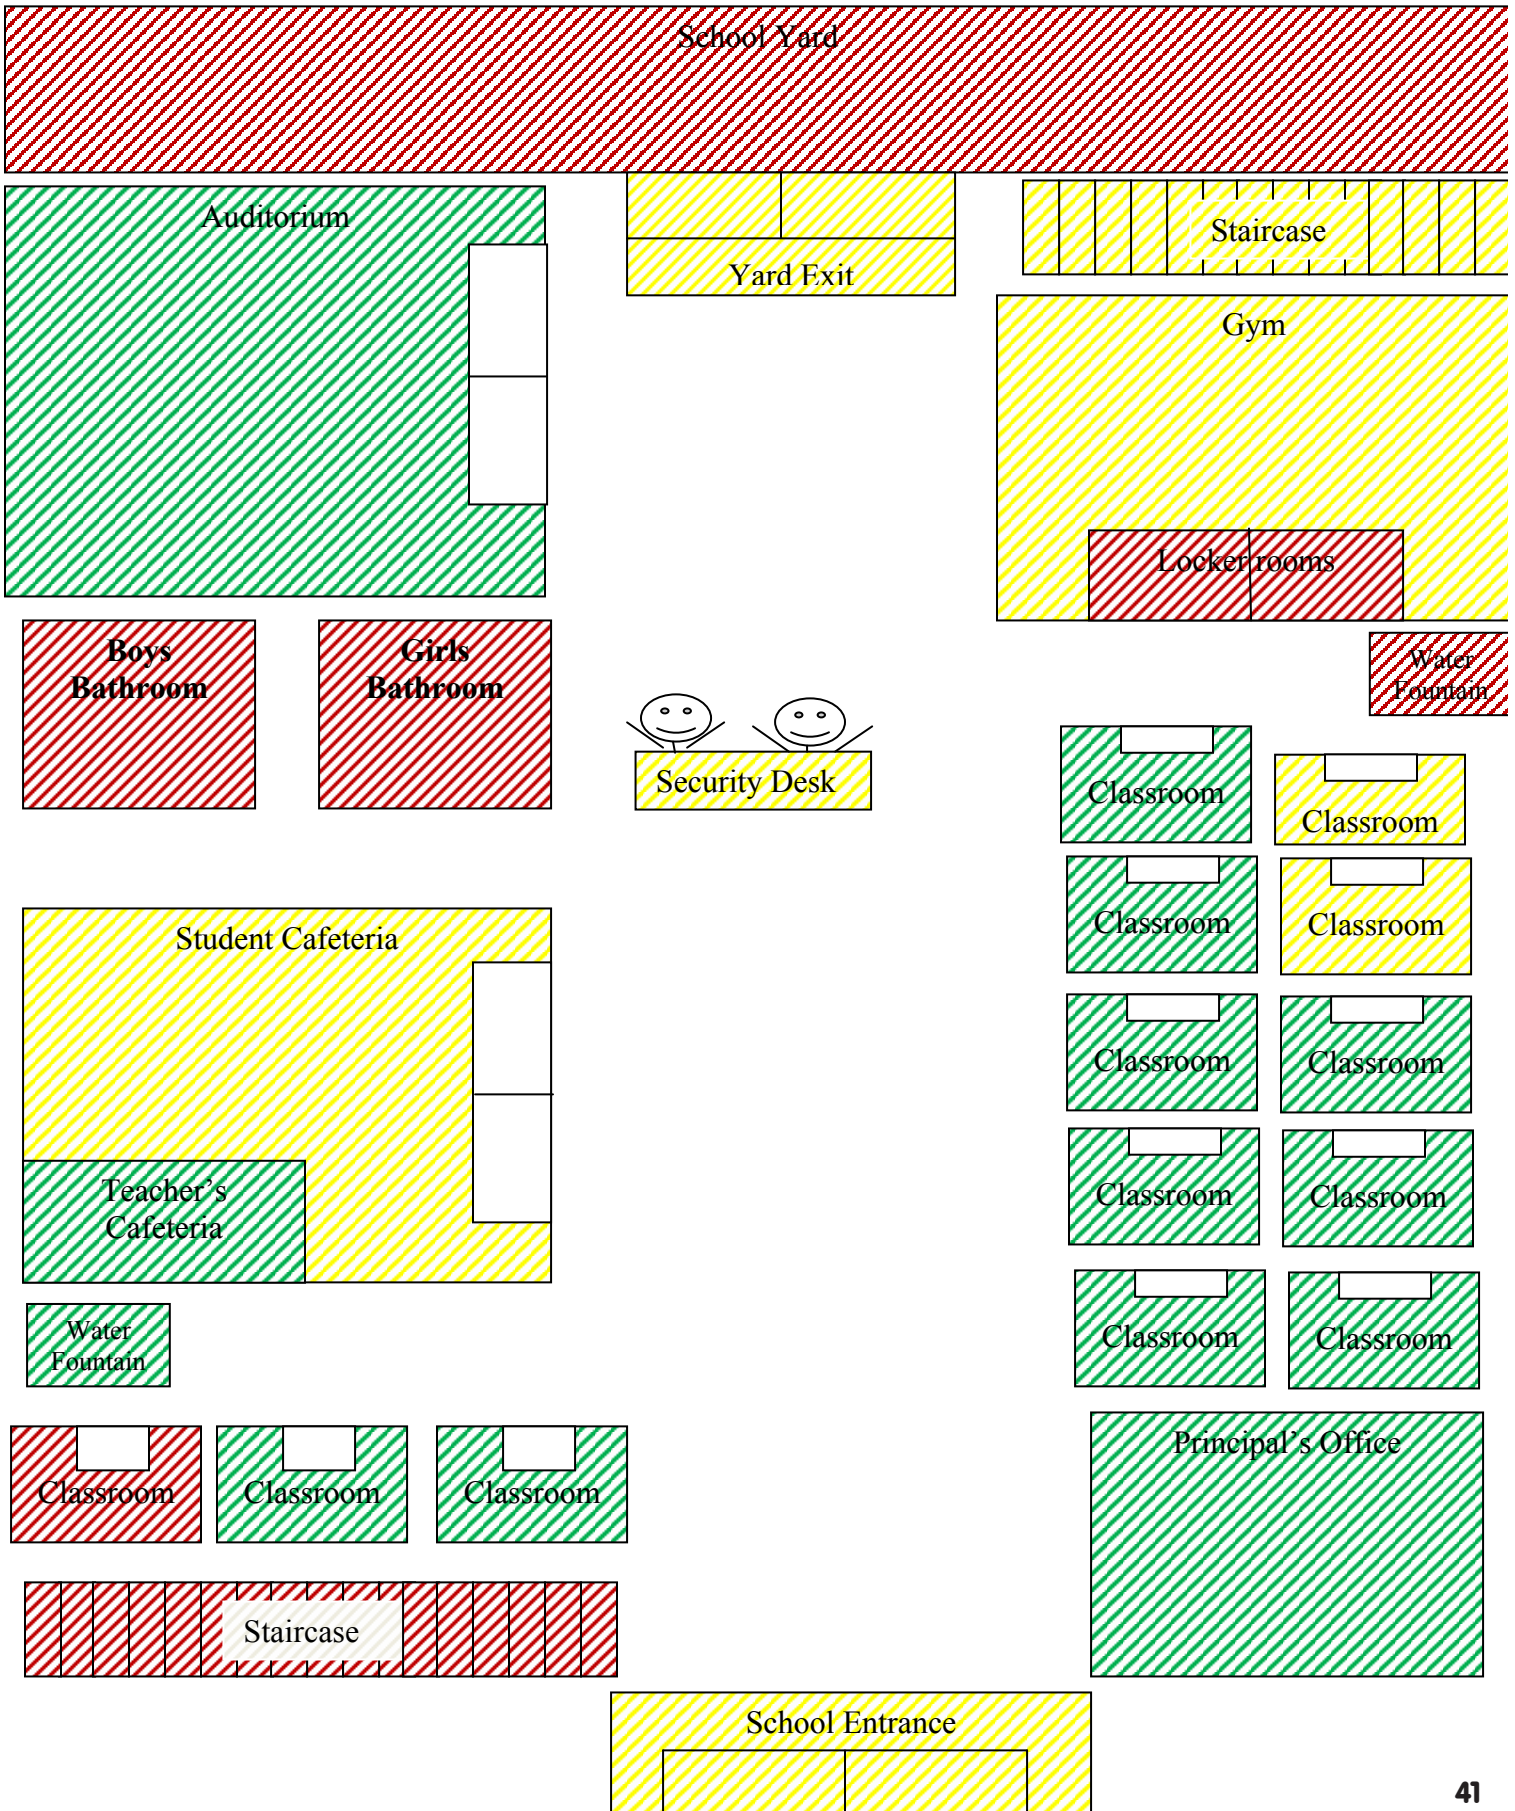 School Yard
Auditorium
Yard Exit
Staircase
Gym
Locker rooms
Boys
Bathroom
Girls
Bathroom
Water
Fountain
Security Desk
Classroom
Classroom
Classroom
Classroom
Student Cafeteria
Classroom
Classroom
Teacher's
Cafeteria
Classroom
Classroom
Water
Fountain
Classroom
Classroom
Principal's Office
Classroom
Classroom
Classroom
Staircase
School Entrance
41